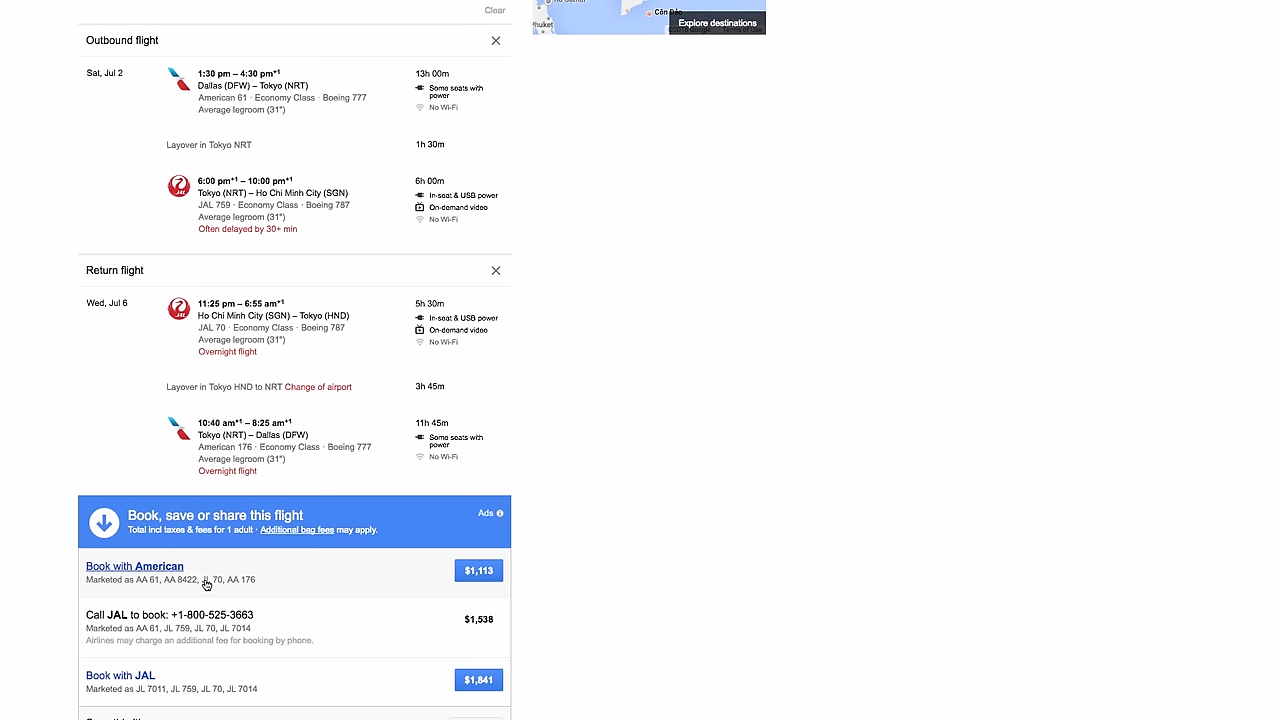 Clear
Explore destinations
Outbound flight
Sat, Jul 2
1:30 pm – 4:30 pm⁺¹
13h 00m
Dallas (DFW) – Tokyo (NRT)
American 61 · Economy Class · Boeing 777
Average legroom (31")
Some seats with
power
No Wi-Fi
Layover in Tokyo NRT
1h 30m
6:00 pm⁺¹ – 10:00 pm⁺¹
6h 00m
Tokyo (NRT) – Ho Chi Minh City (SGN)
JAL 759 · Economy Class · Boeing 787
Average legroom (31")
Often delayed by 30+ min
In-seat & USB power
On-demand video
No Wi-Fi
Return flight
Wed, Jul 6
11:25 pm – 6:55 am⁺¹
5h 30m
Ho Chi Minh City (SGN) – Tokyo (HND)
JAL 70 · Economy Class · Boeing 787
Average legroom (31")
Overnight flight
In-seat & USB power
On-demand video
No Wi-Fi
Layover in Tokyo HND to NRT Change of airport
3h 45m
10:40 am⁺¹ – 8:25 am⁺¹
11h 45m
Tokyo (NRT) – Dallas (DFW)
American 176 · Economy Class · Boeing 777
Average legroom (31")
Overnight flight
Some seats with
power
No Wi-Fi
Book, save or share this flight
Ads
Total incl taxes & fees for 1 adult · Additional bag fees may apply.
Book with American
$1,113
Marketed as AA 61, AA 8422, JL 70, AA 176
Call JAL to book: +1-800-525-3663
$1,538
Marketed as AA 61, JL 759, JL 70, JL 7014
Airlines may charge an additional fee for booking by phone.
Book with JAL
$1,841
Marketed as JL 7011, JL 759, JL 70, JL 7014